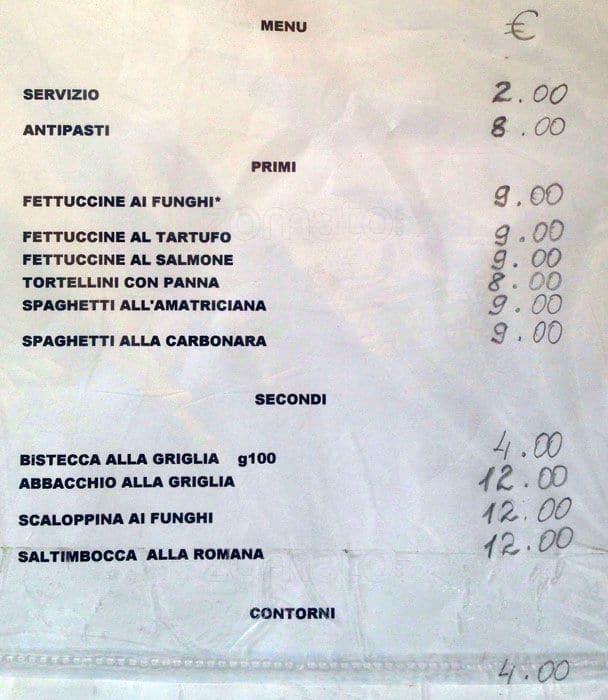 MENU €
SERVIZIO 2.00
ANTIPASTI 8.00
PRIMI
FETTUCCINE AI FUNGHI* 9.00
FETTUCCINE AL TARTUFO 9.00
FETTUCCINE AL SALMONE 9.00
TORTELLINI CON PANNA 8.00
SPAGHETTI ALL'AMATRICIANA 9.00
SPAGHETTI ALLA CARBONARA 9.00
SECONDI
BiSTECCA ALLA GRIGLIA g100 4.00
ABBACCHIO ALLA GRIGLIA 12.00
SCALOPPINA AI FUNGHI 12.00
SALTIMBOCCA ALLA ROMANA 12.00
CONTORNI
4.00